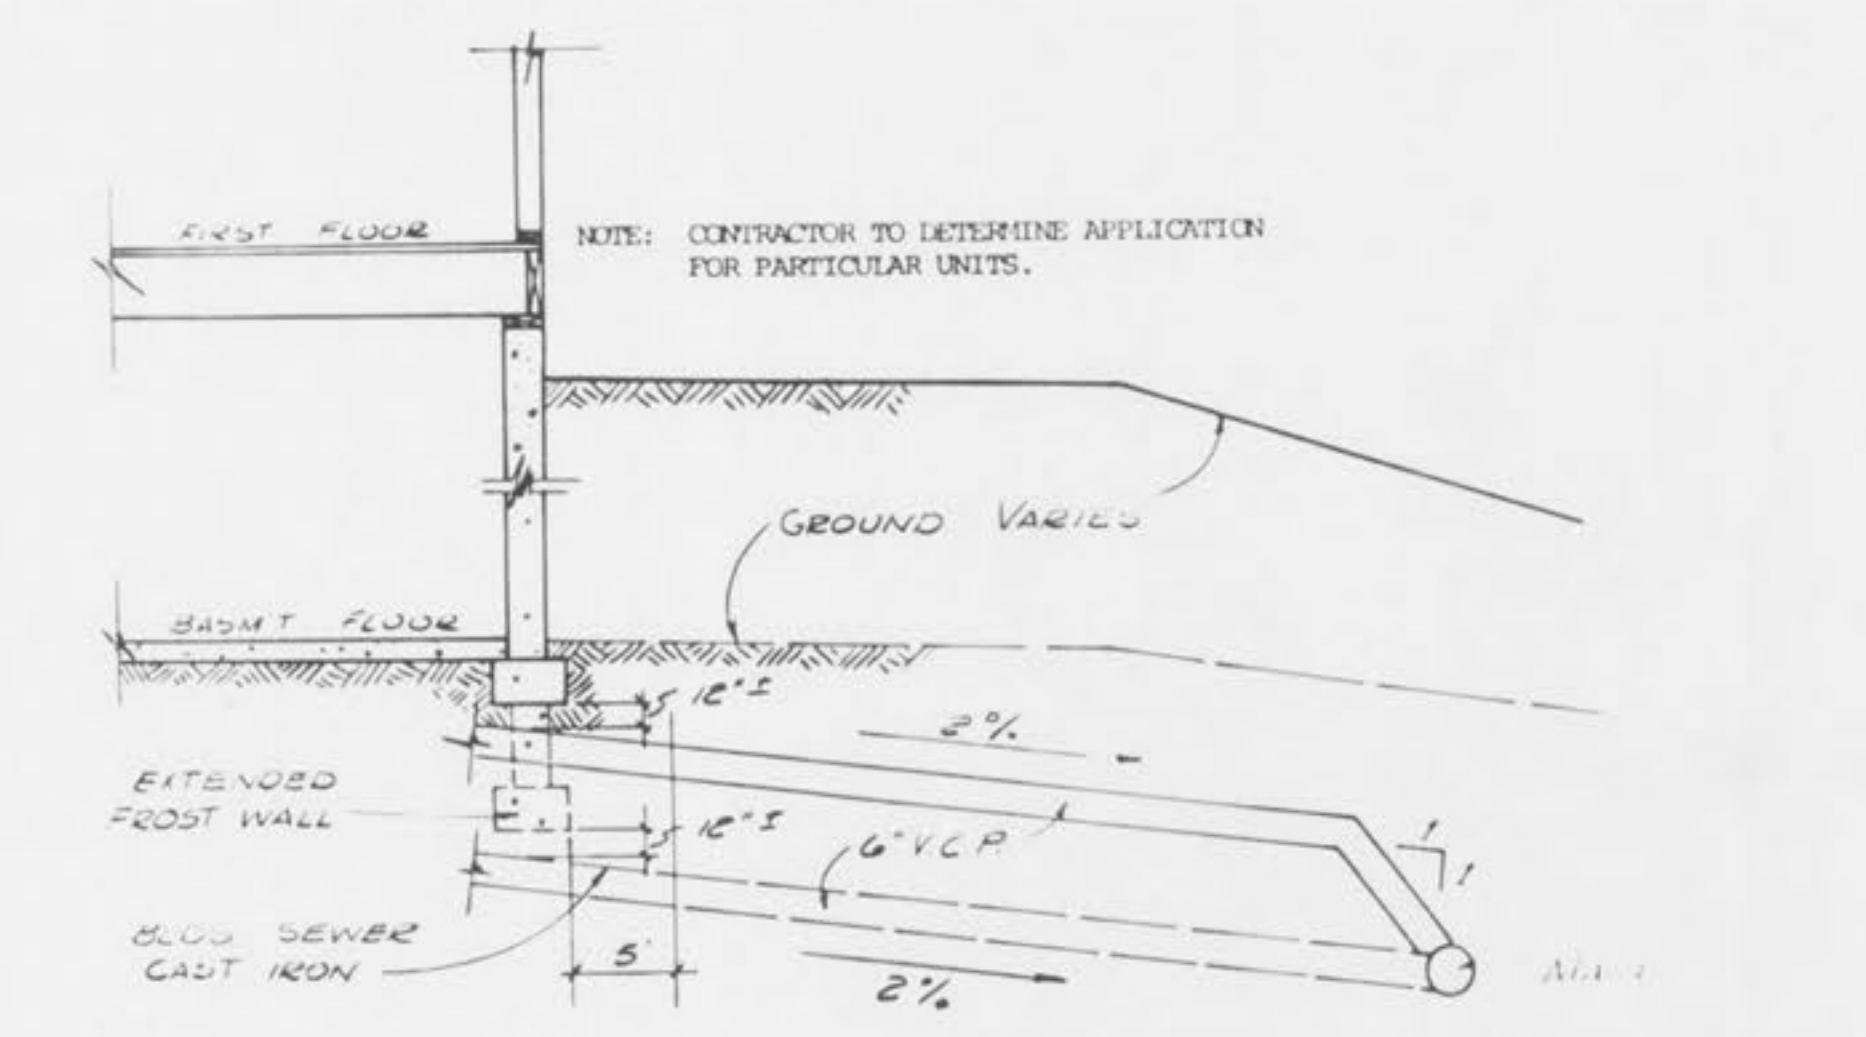 FIRST FLOOR
NOTE: CONTRACTOR TO DETERMINE APPLICATION
FOR PARTICULAR UNITS.
GROUND VARIES
BASM'T FLOOR
12" ±
2%
EXTENDED
FROST WALL
12" ±
6" V.C.P.
1
1
BLDG SEWER
CAST IRON
5'
2%